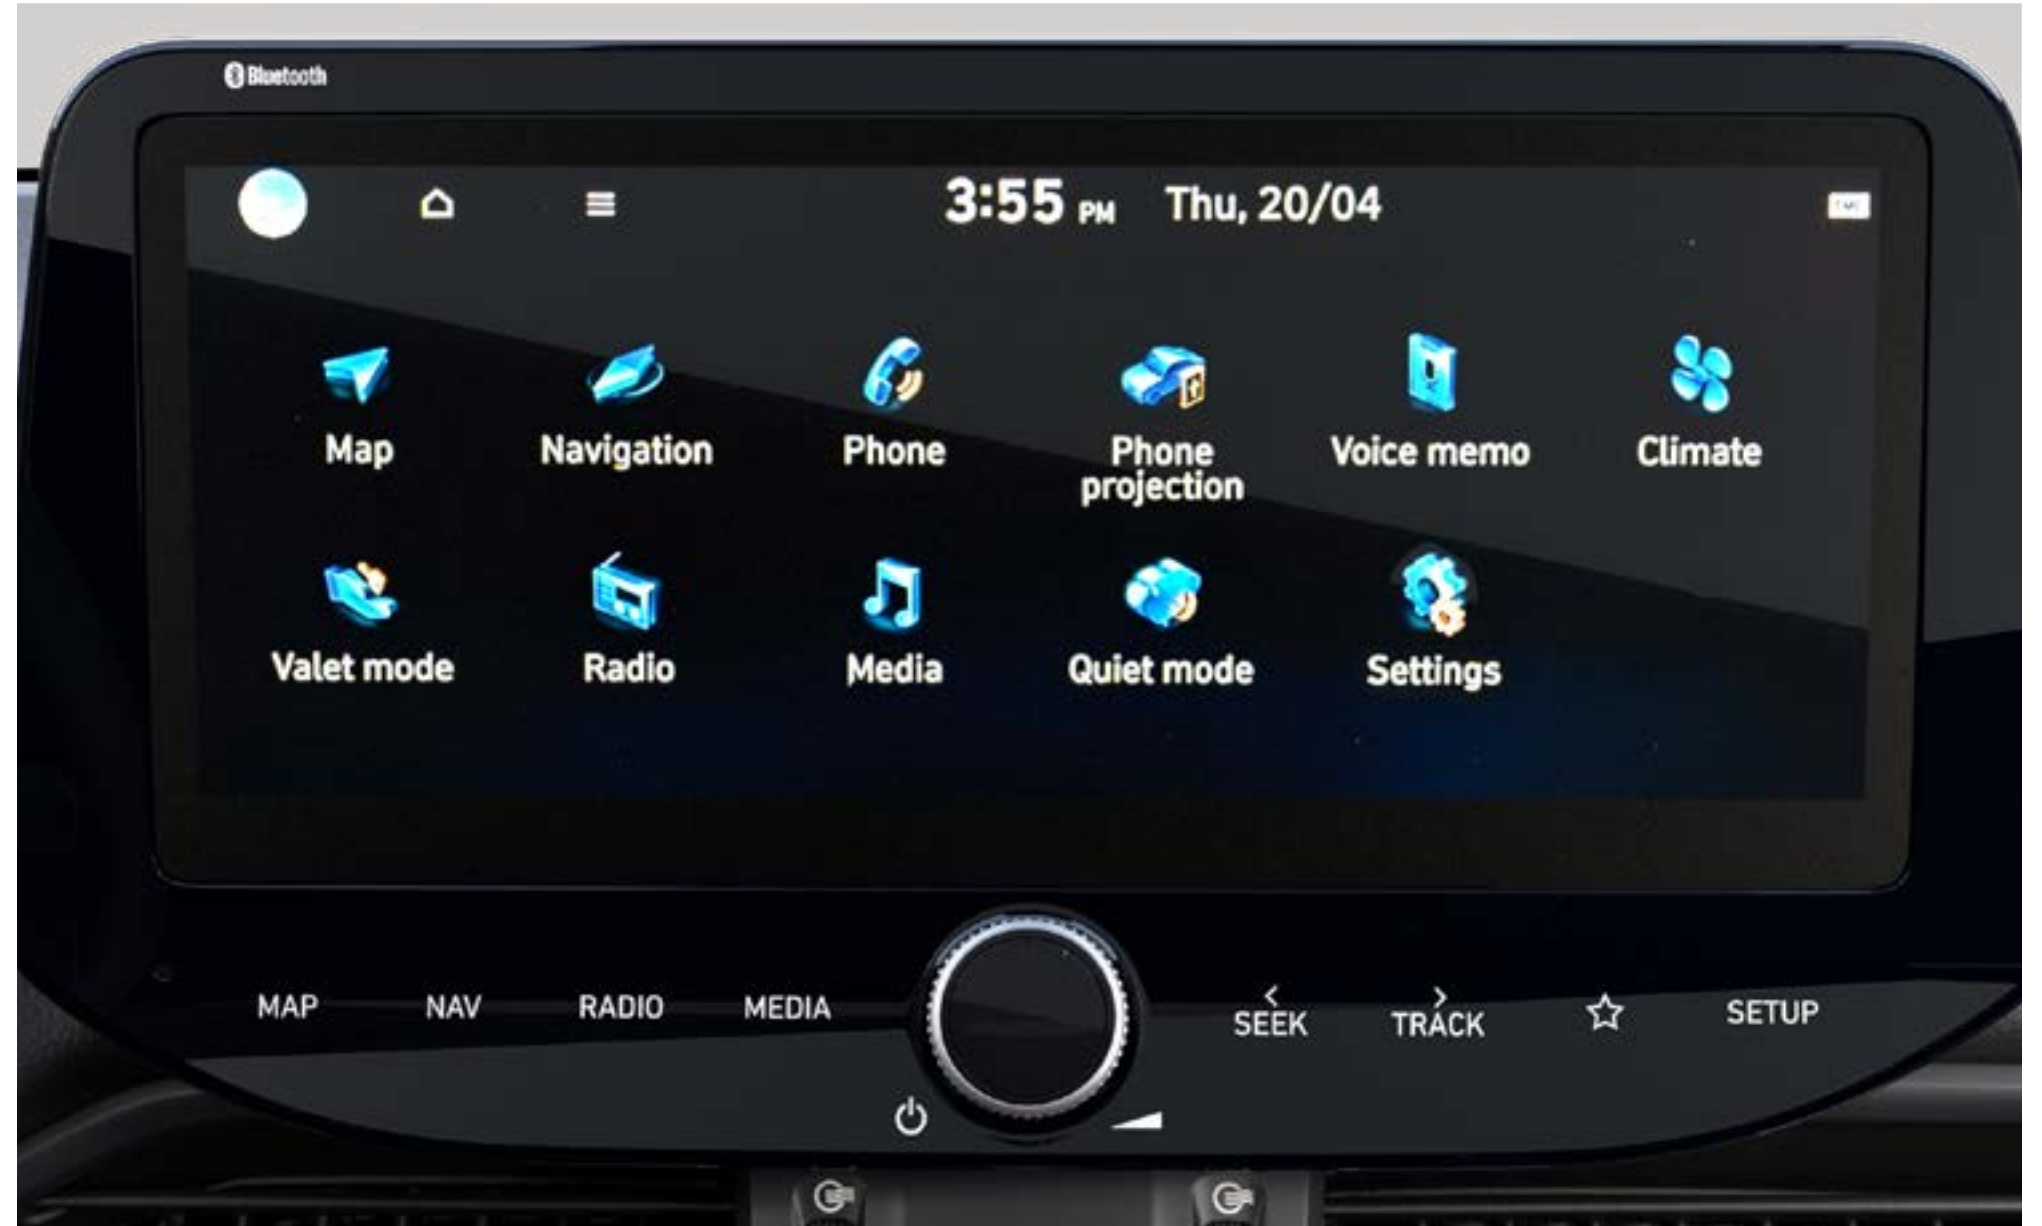 Bluetooth
3:55 PM Thu, 20/04
Map Navigation Phone Phone projection Voice memo Climate
Valet mode Radio Media Quiet mode Settings
MAP NAV RADIO MEDIA < SEEK > TRACK SETUP